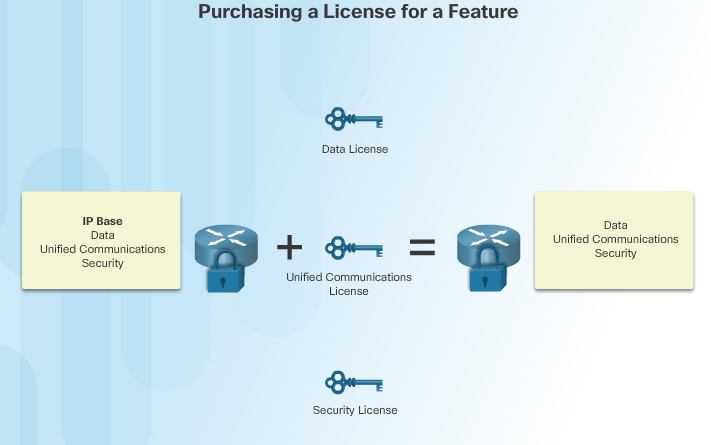 Purchasing a License for a Feature
Data License
IP Base
Data
Unified Communications
Security
Unified Communications
License
Data
Unified Communications
Security
Security License